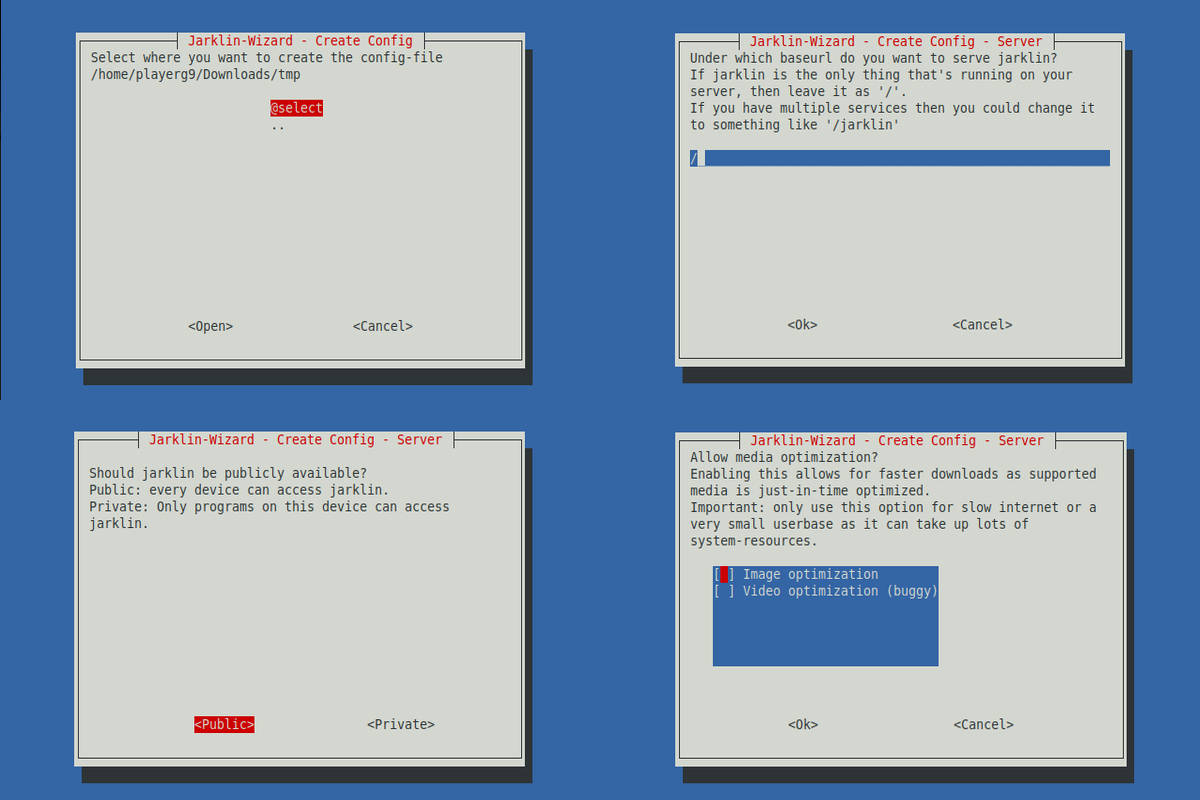 Jarklin-Wizard - Create Config
Select where you want to create the config-file
/home/playerg9/Downloads/tmp
@select
..
<Open> <Cancel>
Jarklin-Wizard - Create Config - Server
Under which baseurl do you want to serve jarklin?
If jarklin is the only thing that's running on your
server, then leave it as '/'.
If you have multiple services then you could change it
to something like '/jarklin'
/
<Ok> <Cancel>
Jarklin-Wizard - Create Config - Server
Should jarklin be publicly available?
Public: every device can access jarklin.
Private: Only programs on this device can access
jarklin.
<Public> <Private>
Jarklin-Wizard - Create Config - Server
Allow media optimization?
Enabling this allows for faster downloads as supported
media is just-in-time optimized.
Important: only use this option for slow internet or a
very small userbase as it can take up lots of
system-resources.
[ ] Image optimization
[ ] Video optimization (buggy)
<Ok> <Cancel>